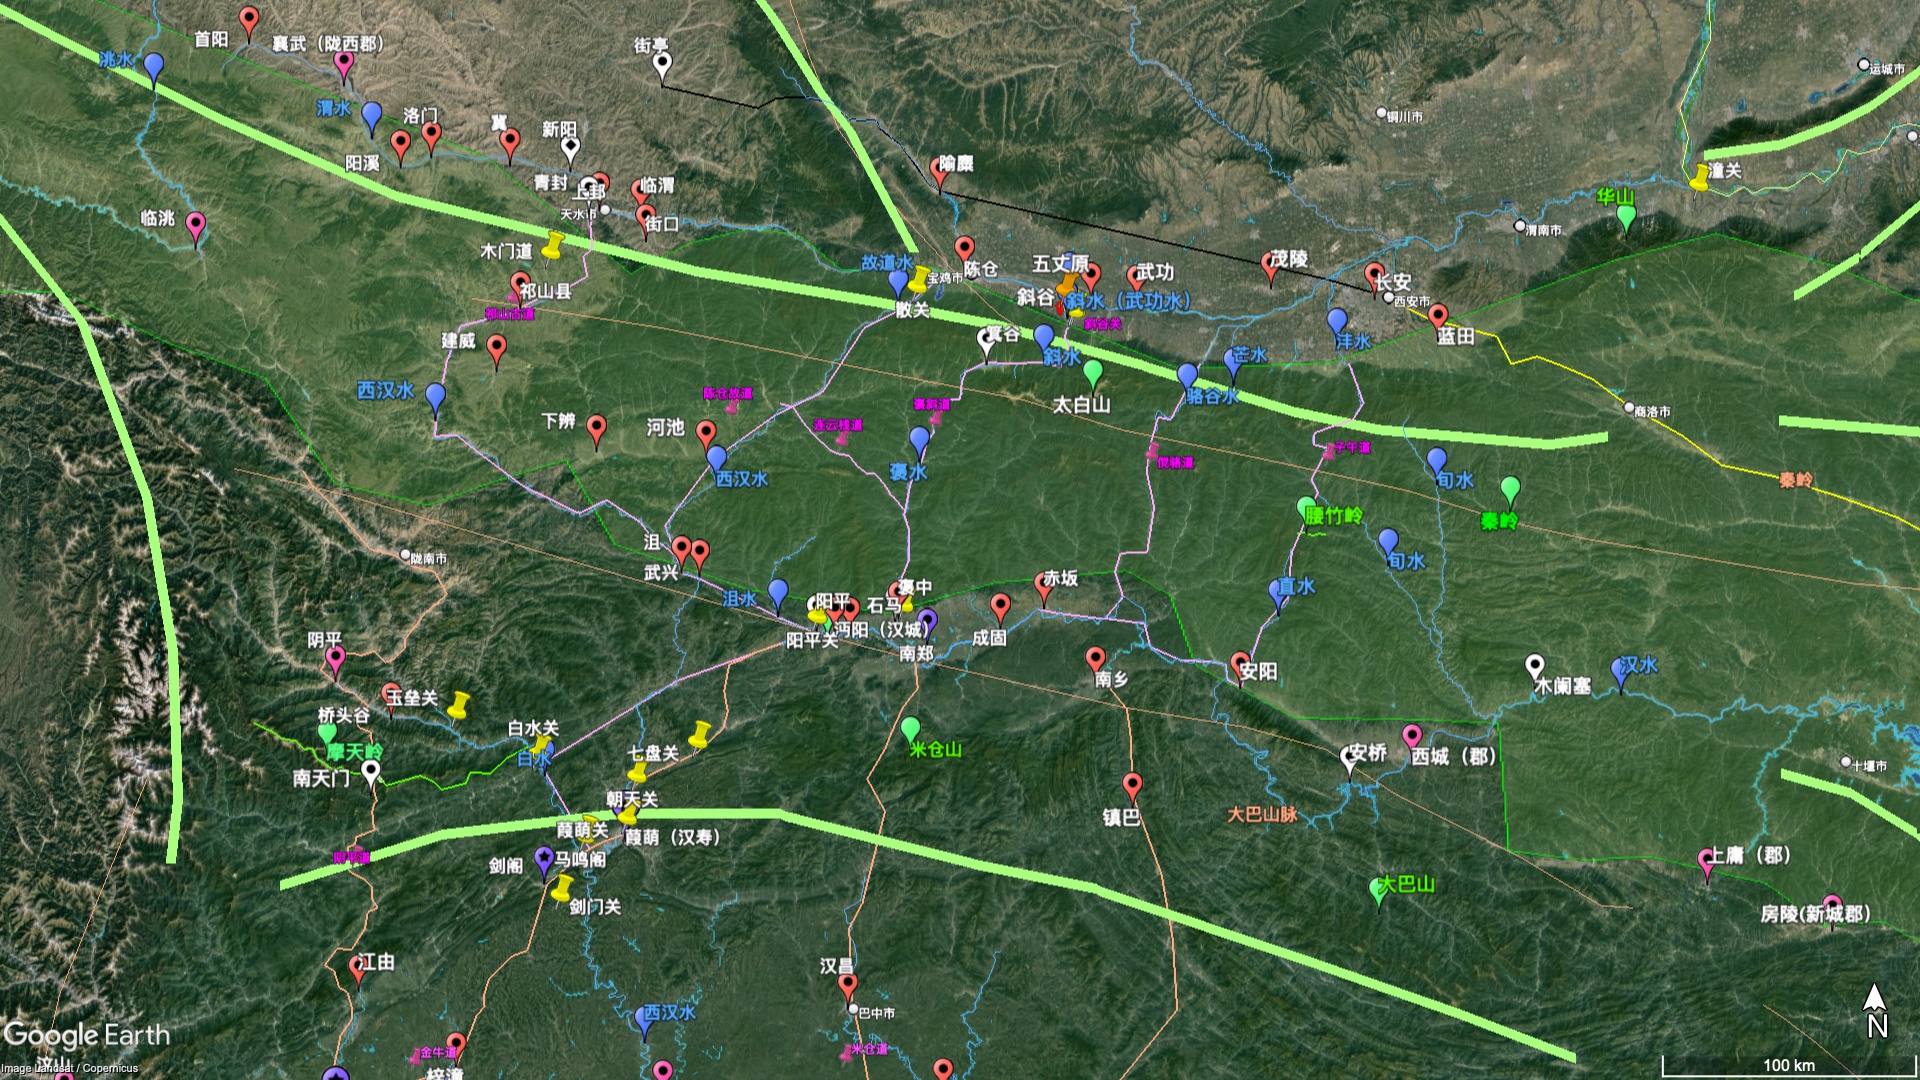 首阳
襄武（陇西郡）
街亭
洮水
运城市
渭水
洛门
冀
新阳
铜川市
阳溪
隃麋
潼关
青封
上邽
临渭
天水市
华山
临洮
街口
渭南市
木门道
故道水
宝鸡市
陈仓
五丈原
武功
茂陵
长安
祁山县
祁山古道
散关
斜谷
斜水（武功水）
西安市
斜谷关
建威
箕谷
斜水
芒水
沣水
蓝田
西汉水
陈仓故道
褒斜道
太白山
骆谷水
商洛市
下辨
河池
连云栈道
子午道
西汉水
褒水
傥骆道
旬水
秦岭
腰竹岭
秦岭
沮
陇南市
武兴
旬水
沮水
褒中
赤坂
直水
阳平
石马
沔阳（汉城）
阳平关
南郑
成固
阴平
南乡
安阳
汉水
木阑塞
玉垒关
桥头谷
白水关
摩天岭
白水
七盘关
米仓山
安桥
西城（郡）
十堰市
南天门
朝天关
镇巴
大巴山脉
葭萌关
葭萌（汉寿）
阴平道
剑阁
马鸣阁
上庸（郡）
大巴山
剑门关
房陵(新城郡）
江由
汉昌
西汉水
巴中市
N
Google Earth
金牛道
米仓道
汶山
Image Landsat / Copernicus
梓潼
100 km